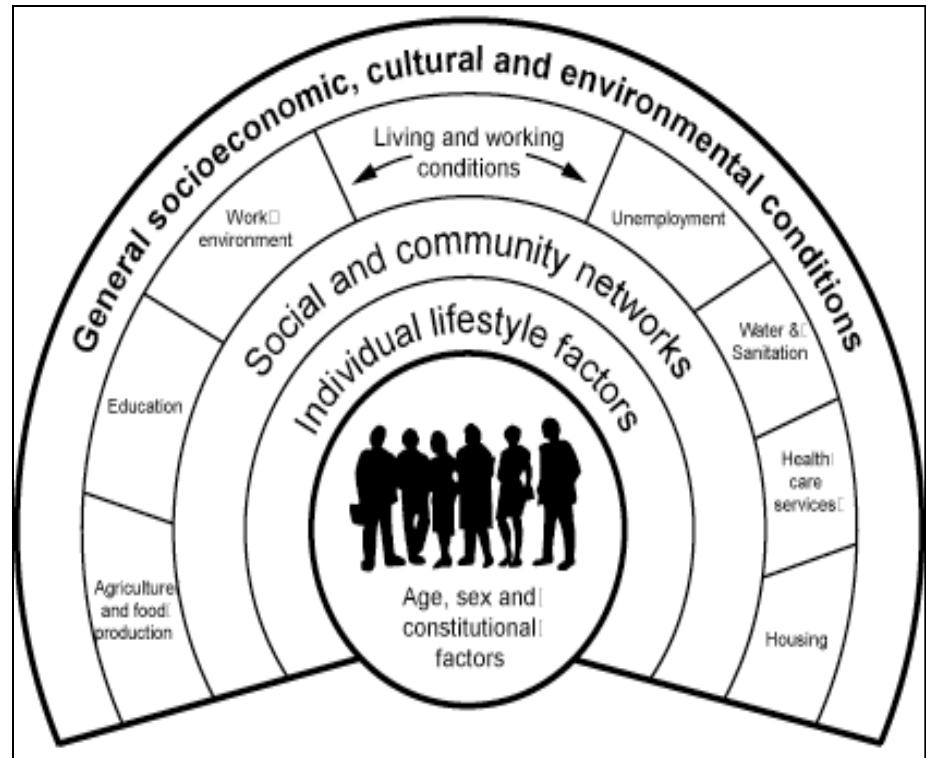 General socioeconomic, cultural and environmental conditions
Living and working
conditions
Work
environment
Unemployment
Social and community networks
Individual lifestyle factors
Water &
Sanitation
Education
Health
care
services
Agriculture
and food
production
Age, sex and
constitutional
factors
Housing